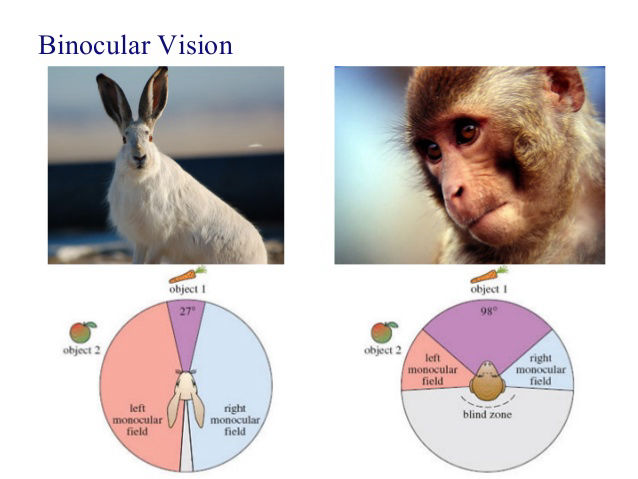 Binocular Vision
object 1
27°
object 2
left
monocular
field
right
monocular
field
object 1
98°
object 2
left
monocular
field
right
monocular
field
blind zone